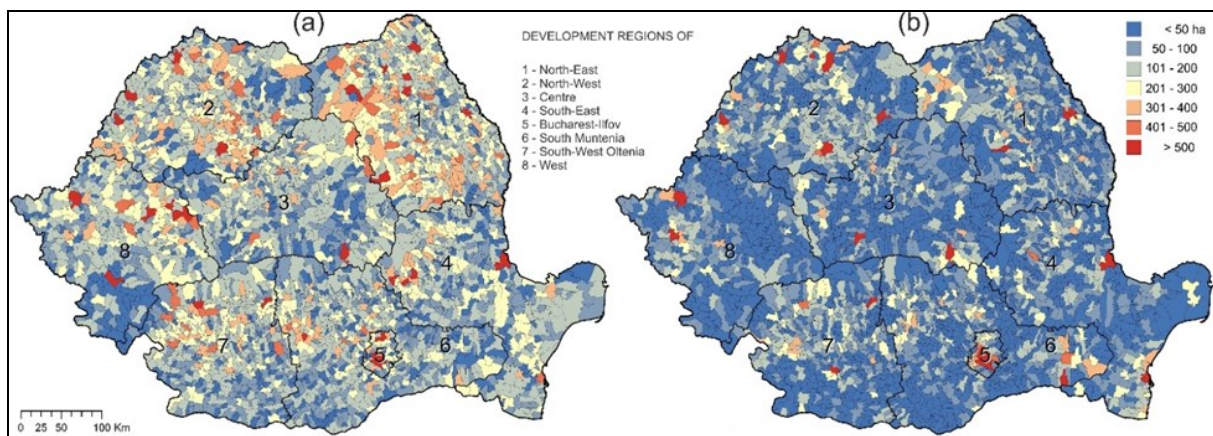 (a)
(b)
DEVELOPMENT REGIONS OF
1 - North-East
2 - North-West
3 - Centre
4 - South-East
5 - Bucharest-Ilfov
6 - South Muntenia
7 - South-West Oltenia
8 - West
< 50 ha
50 - 100
101 - 200
201 - 300
301 - 400
401 - 500
> 500
2
1
3
8
4
7
5
6
2
1
3
8
4
7
5
6
0 25 50 100 Km